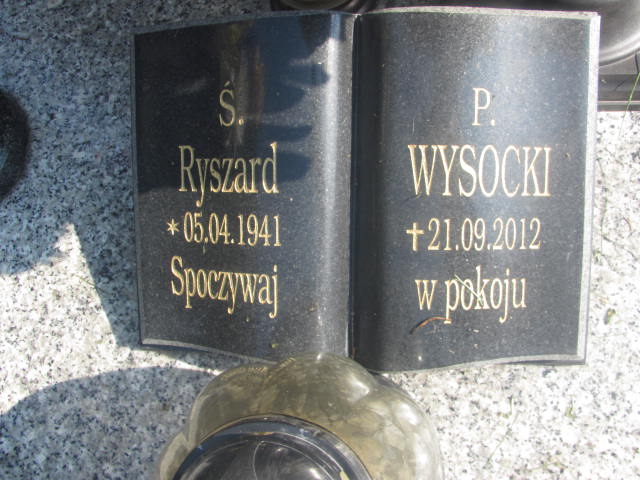 Ś. P.
Ryszard WYSOCKI
* 05.04.1941 † 21.09.2012
Spoczywaj w pokoju